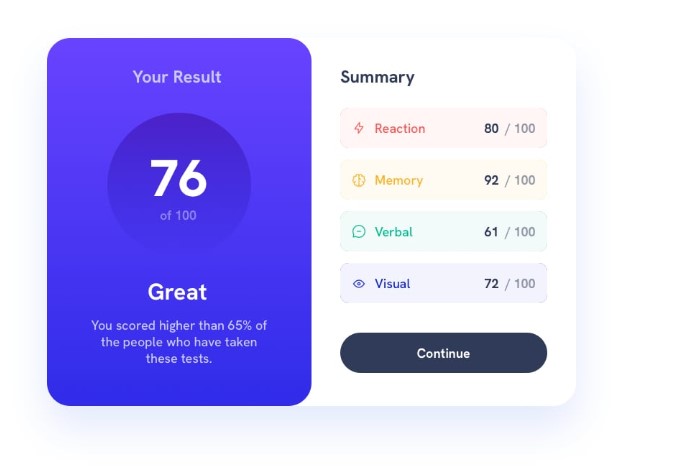 Your Result
76
of 100
Great
You scored higher than 65% of
the people who have taken
these tests.
Summary
Reaction 80 / 100
Memory 92 / 100
Verbal 61 / 100
Visual 72 / 100
Continue